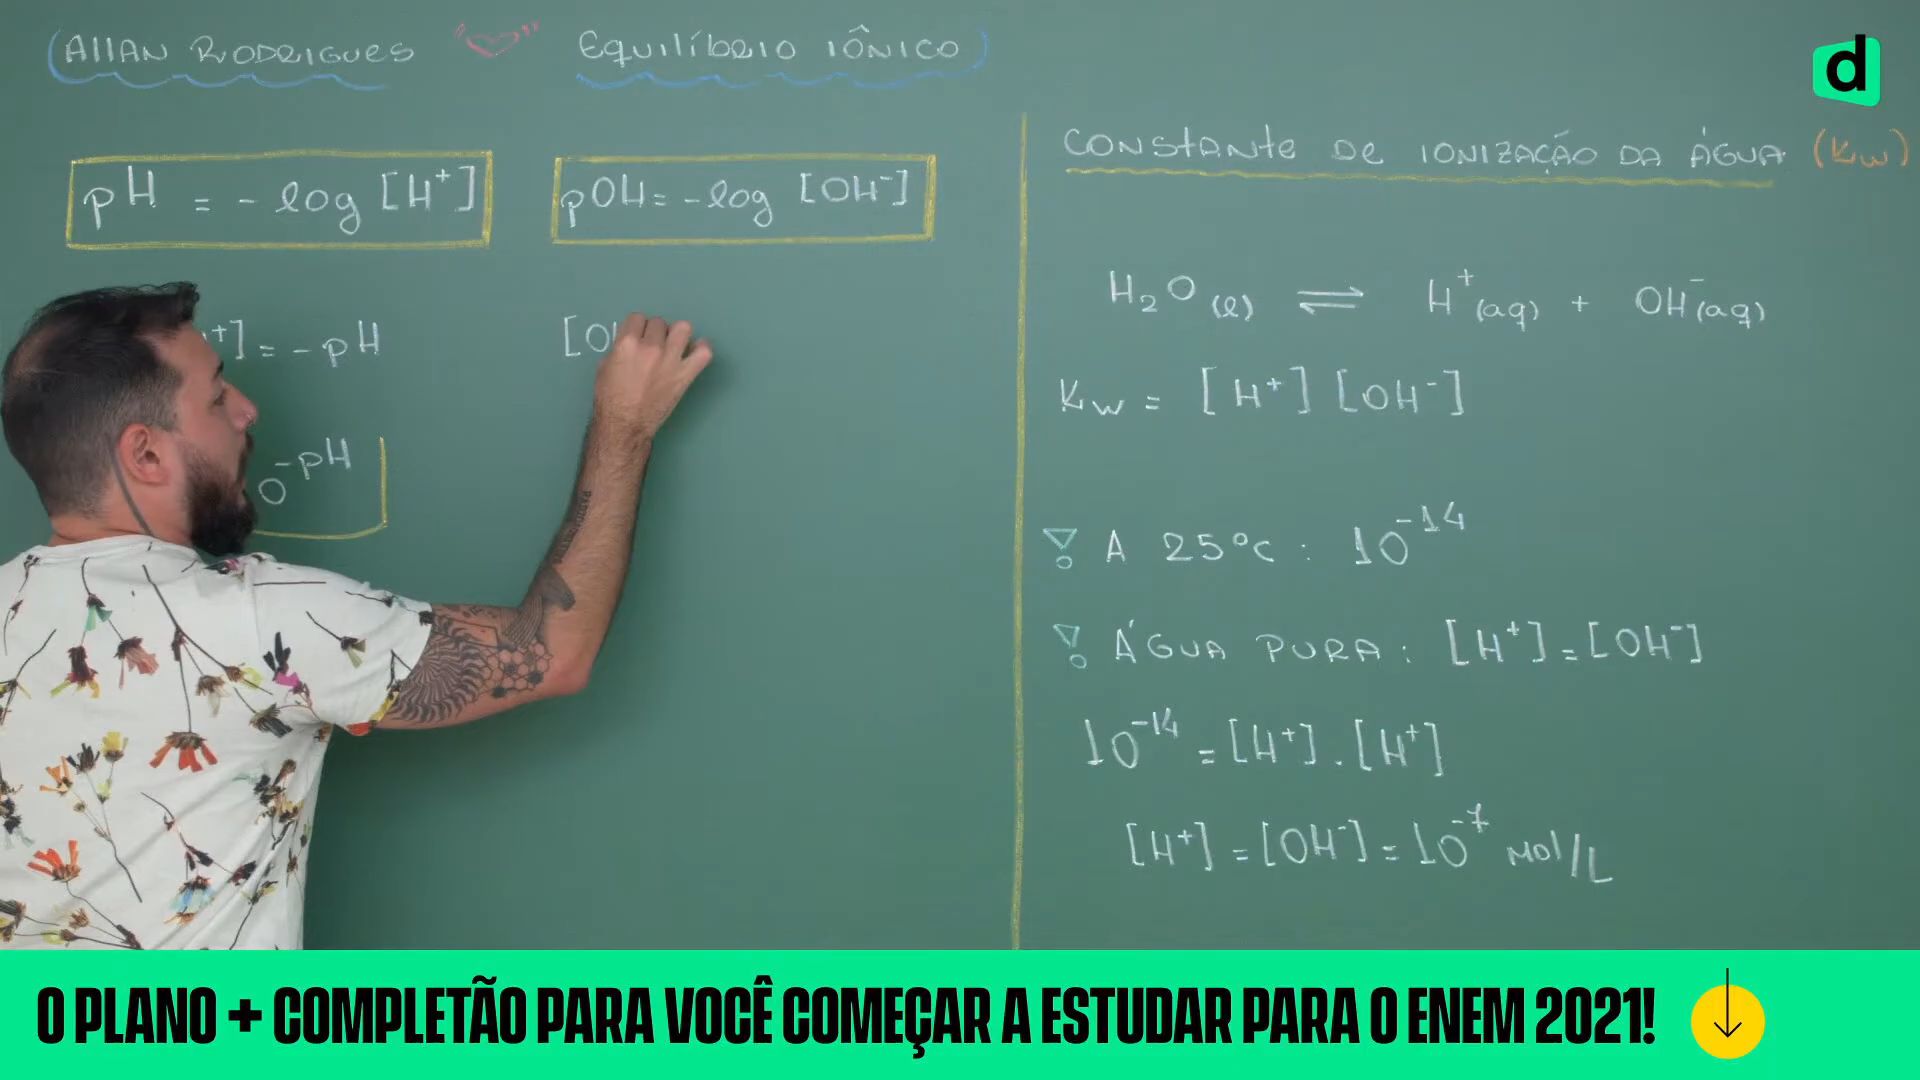 Allan Rodrigues "♡" Equilíbrio iônico
pH = - log [H⁺]
pOH = - log [OH⁻]
⁺] = - pH
0⁻ᵖᴴ
[O
Constante de ionização da água (Kw)
H₂O (l) ⇌ H⁺(aq) + OH⁻(aq)
Kw = [H⁺] [OH⁻]
A 25°C : 10⁻¹⁴
Água pura : [H⁺] = [OH⁻]
10⁻¹⁴ = [H⁺] . [H⁺]
[H⁺] = [OH⁻] = 10⁻⁷ mol/L
d
O PLANO + COMPLETÃO PARA VOCÊ COMEÇAR A ESTUDAR PARA O ENEM 2021!